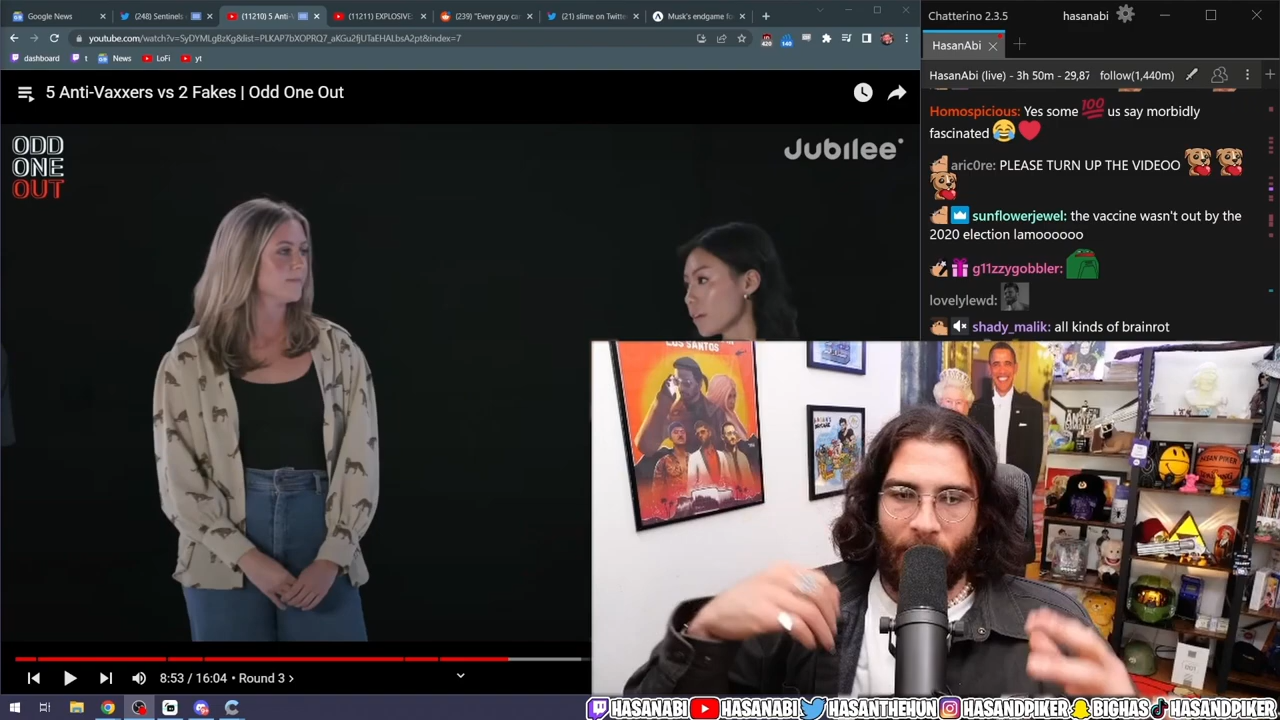 Google News
(248) Sentinels
(11210) 5 Anti-V
(11211) EXPLOSIVE:
(239) "Every guy ca
(21) slime on Twitte
Musk's endgame fo
youtube.com/watch?v=SyDYMLgBzKg&list=PLKAP7bXOPRQ7_aKGu2fjUTaEHALbsA2pt&index=7
420
140
dashboard
t
News
LoFi
yt
5 Anti-Vaxxers vs 2 Fakes | Odd One Out
ODD
ONE
OUT
Jubilee
8:53 / 16:04 • Round 3 ›
Chatterino 2.3.5
hasanabi
HasanAbi
HasanAbi (live) - 3h 50m - 29,87
follow(1,440m)
Homospicious: Yes some 💯 us say morbidly
fascinated 😂❤️
aric0re: PLEASE TURN UP THE VIDEOO
sunflowerjewel: the vaccine wasn't out by the
2020 election lamoooooo
g11zzygobbler:
lovelylewd:
shady_malik: all kinds of brainrot
LOS SANTOS
HASANABI
HASANABI
HASANTHEHUN
HASANDPIKER
BIGHAS
HASANDPIKER